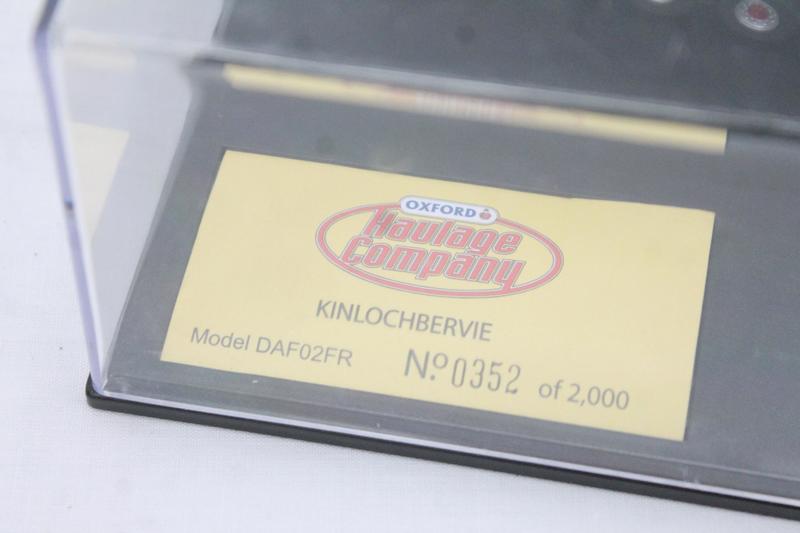 OXFORD
Haulage
Company
KINLOCHBERVIE
Model DAF02FR
Nº 0352 of 2,000